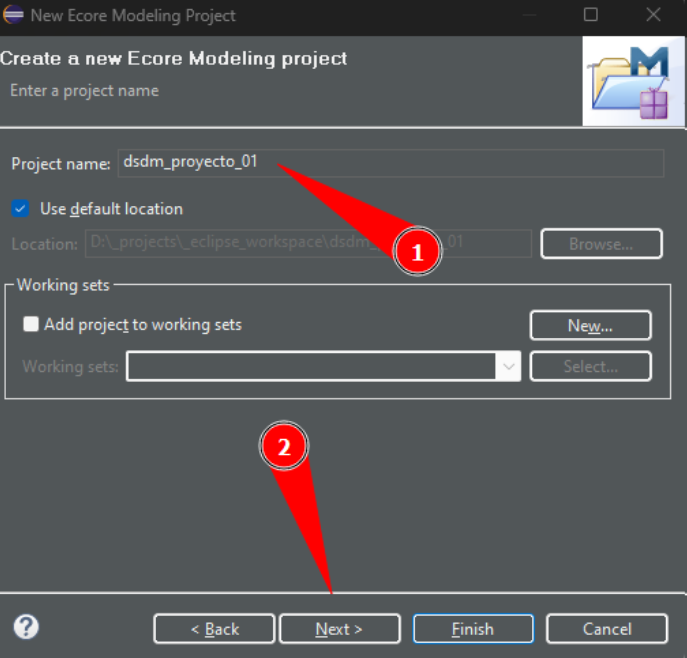 New Ecore Modeling Project
Create a new Ecore Modeling project
Enter a project name
Project name: dsdm_proyecto_01
Use default location
Location: D:\_projects\_eclipse_workspace\dsdm_ 01 Browse...
1
Working sets
Add project to working sets New...
Working sets: Select...
2
? < Back Next > Finish Cancel